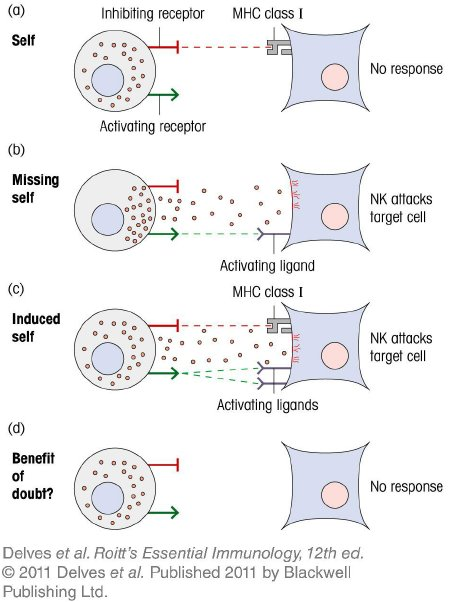 (a)
Inhibiting receptor
MHC class I
Self
No response
Activating receptor
(b)
Missing
self
NK attacks
target cell
Activating ligand
(c)
MHC class I
Induced
self
NK attacks
target cell
Activating ligands
(d)
Benefit
of
doubt?
No response
Delves et al. Roitt's Essential Immunology, 12th ed.
© 2011 Delves et al. Published 2011 by Blackwell
Publishing Ltd.